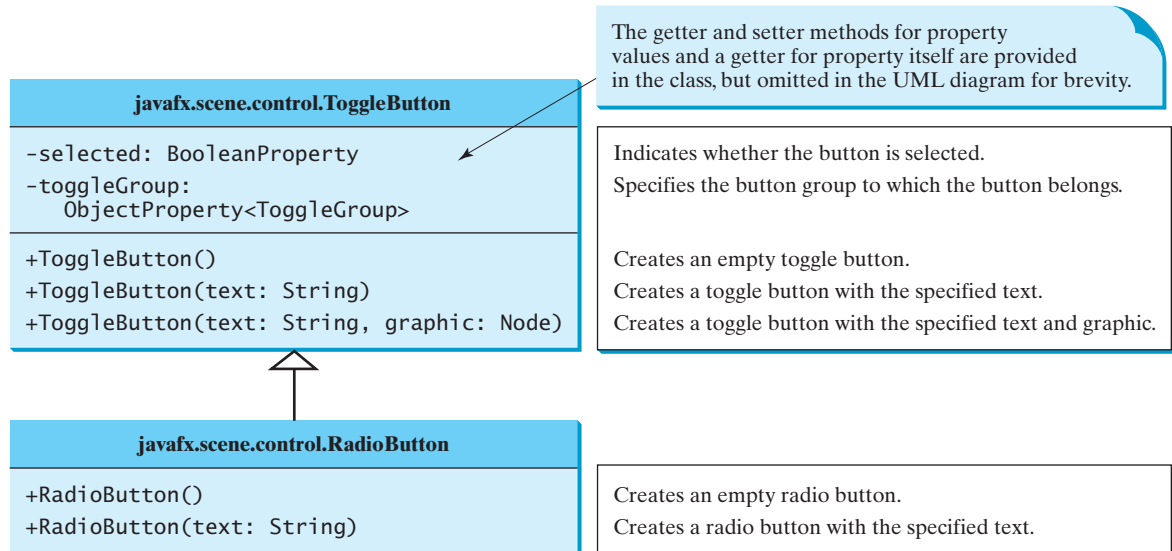 The getter and setter methods for property
values and a getter for property itself are provided
in the class, but omitted in the UML diagram for brevity.
javafx.scene.control.ToggleButton
-selected: BooleanProperty
-toggleGroup:
ObjectProperty<ToggleGroup>
+ToggleButton()
+ToggleButton(text: String)
+ToggleButton(text: String, graphic: Node)
Indicates whether the button is selected.
Specifies the button group to which the button belongs.
Creates an empty toggle button.
Creates a toggle button with the specified text.
Creates a toggle button with the specified text and graphic.
javafx.scene.control.RadioButton
+RadioButton()
+RadioButton(text: String)
Creates an empty radio button.
Creates a radio button with the specified text.